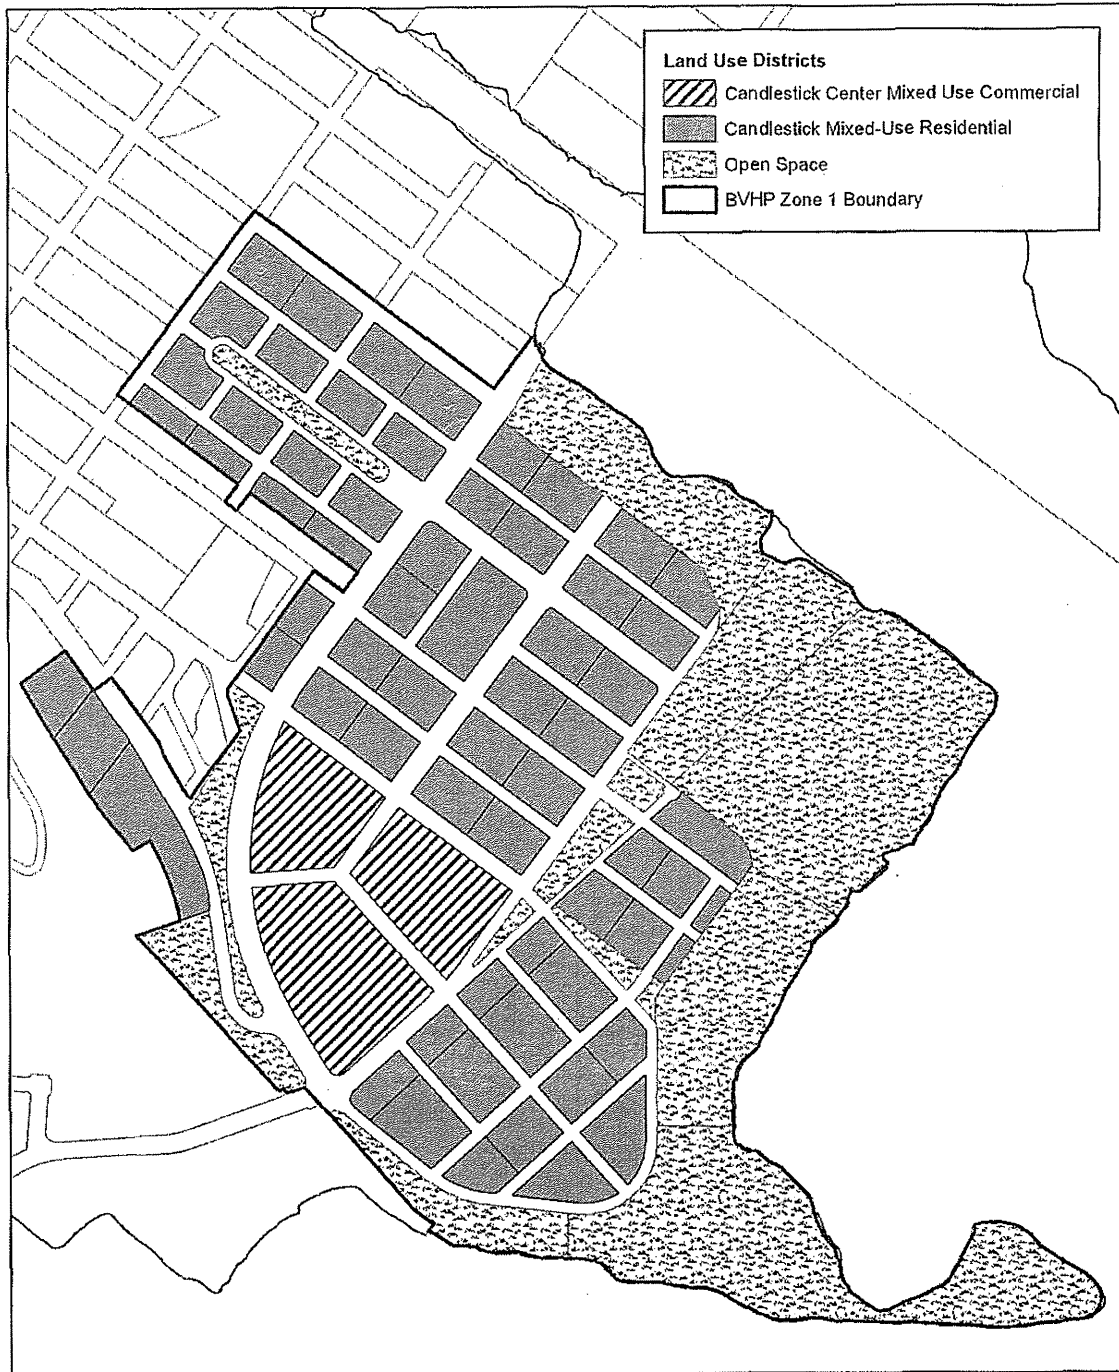 Land Use Districts
Candlestick Center Mixed Use Commercial
Candlestick Mixed-Use Residential
Open Space
BVHP Zone 1 Boundary